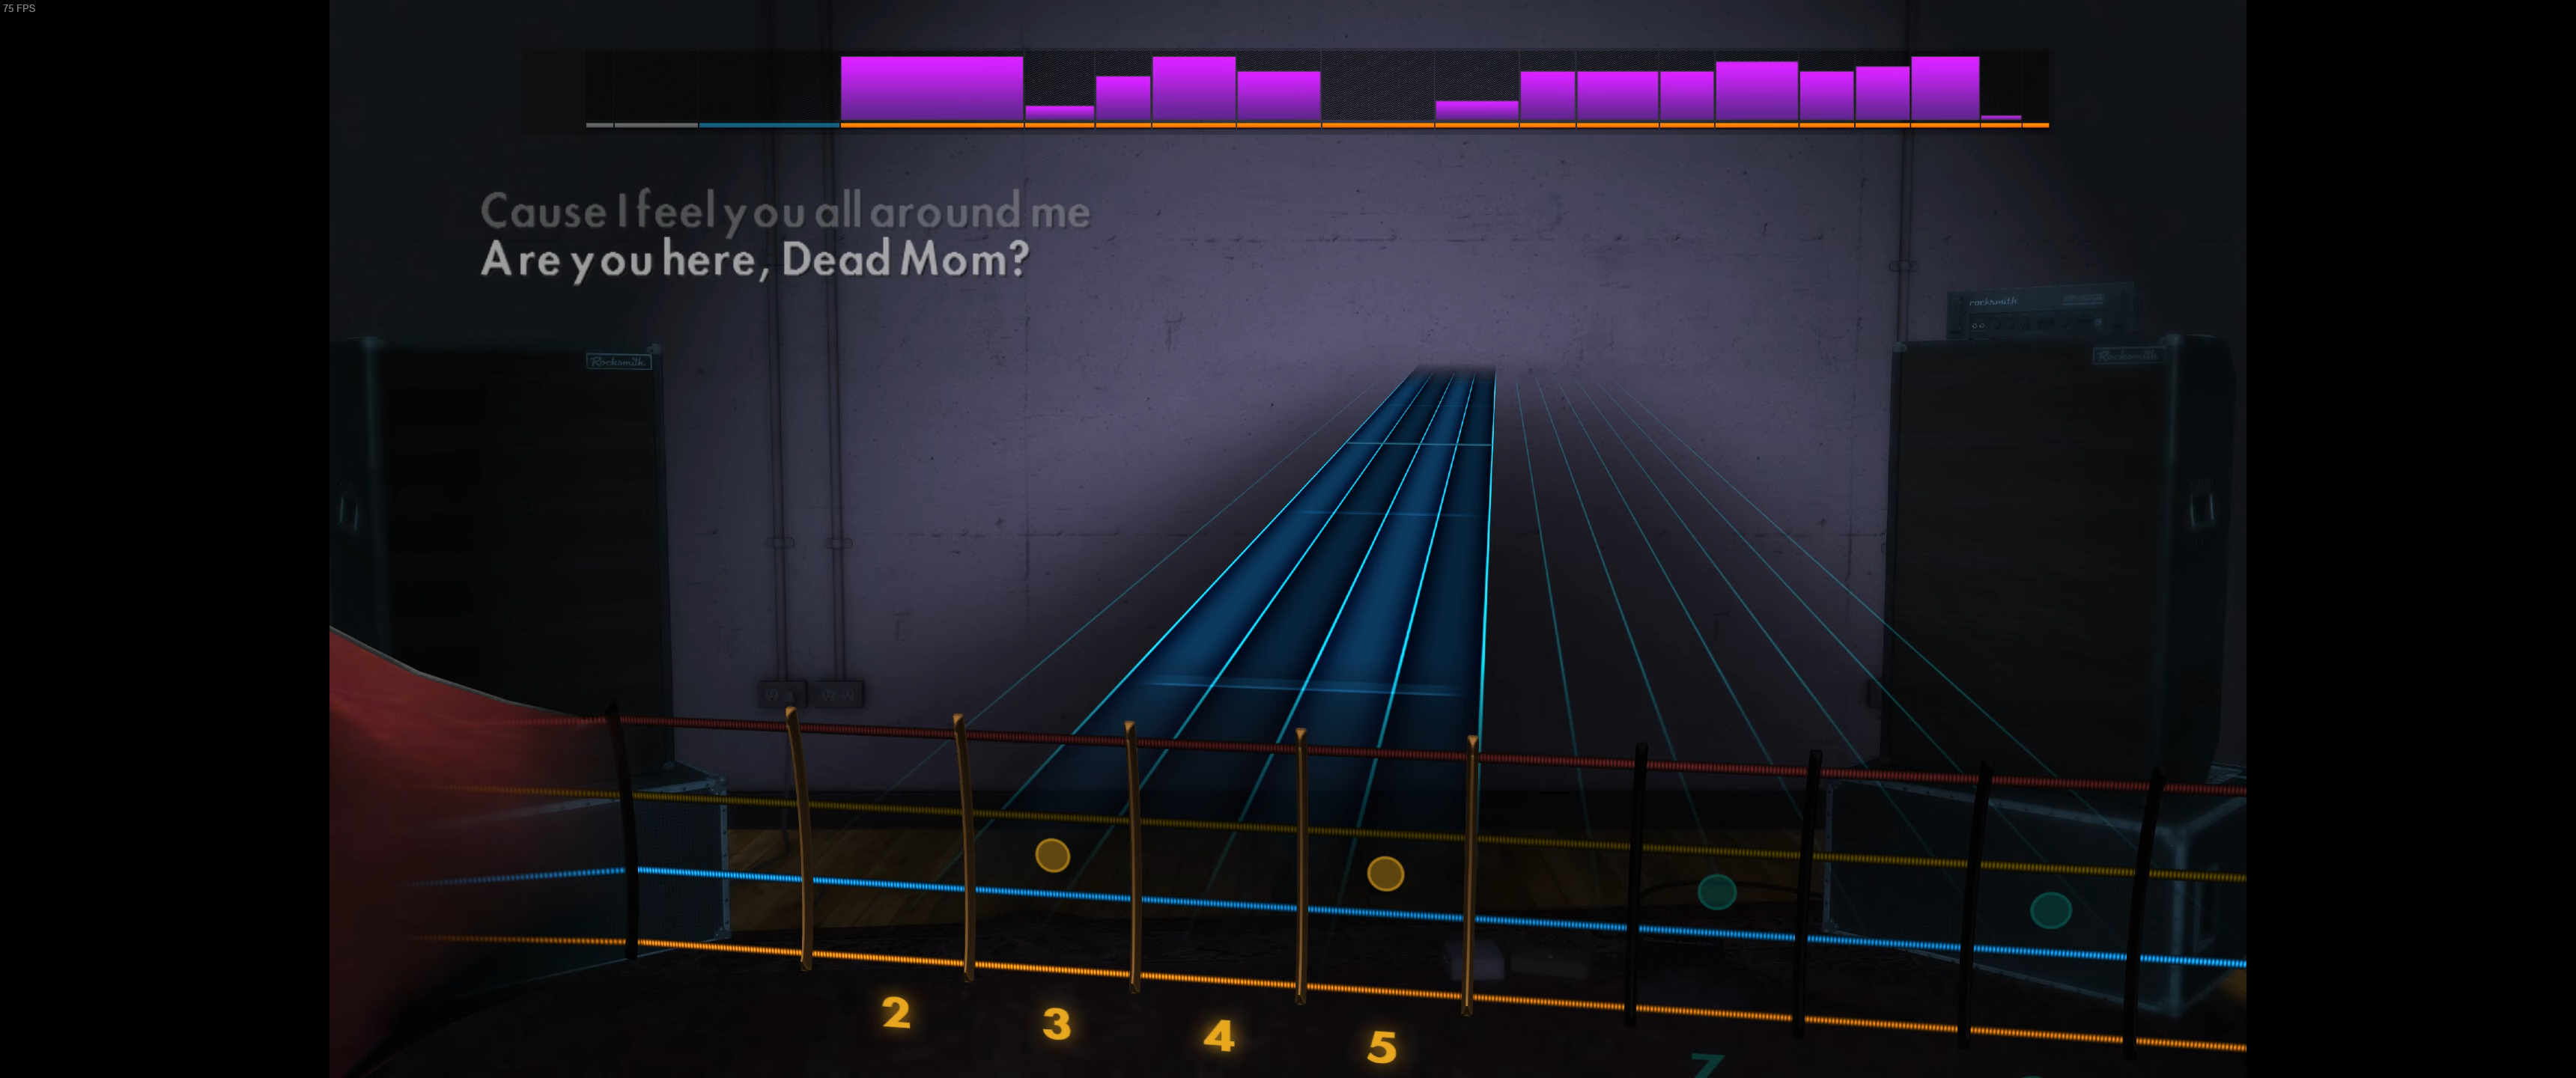 75 FPS
Cause I feel you all around me
Are you here, Dead Mom?
rocksmith
Rocksmith
Rocksmith
2
3
4
5
7